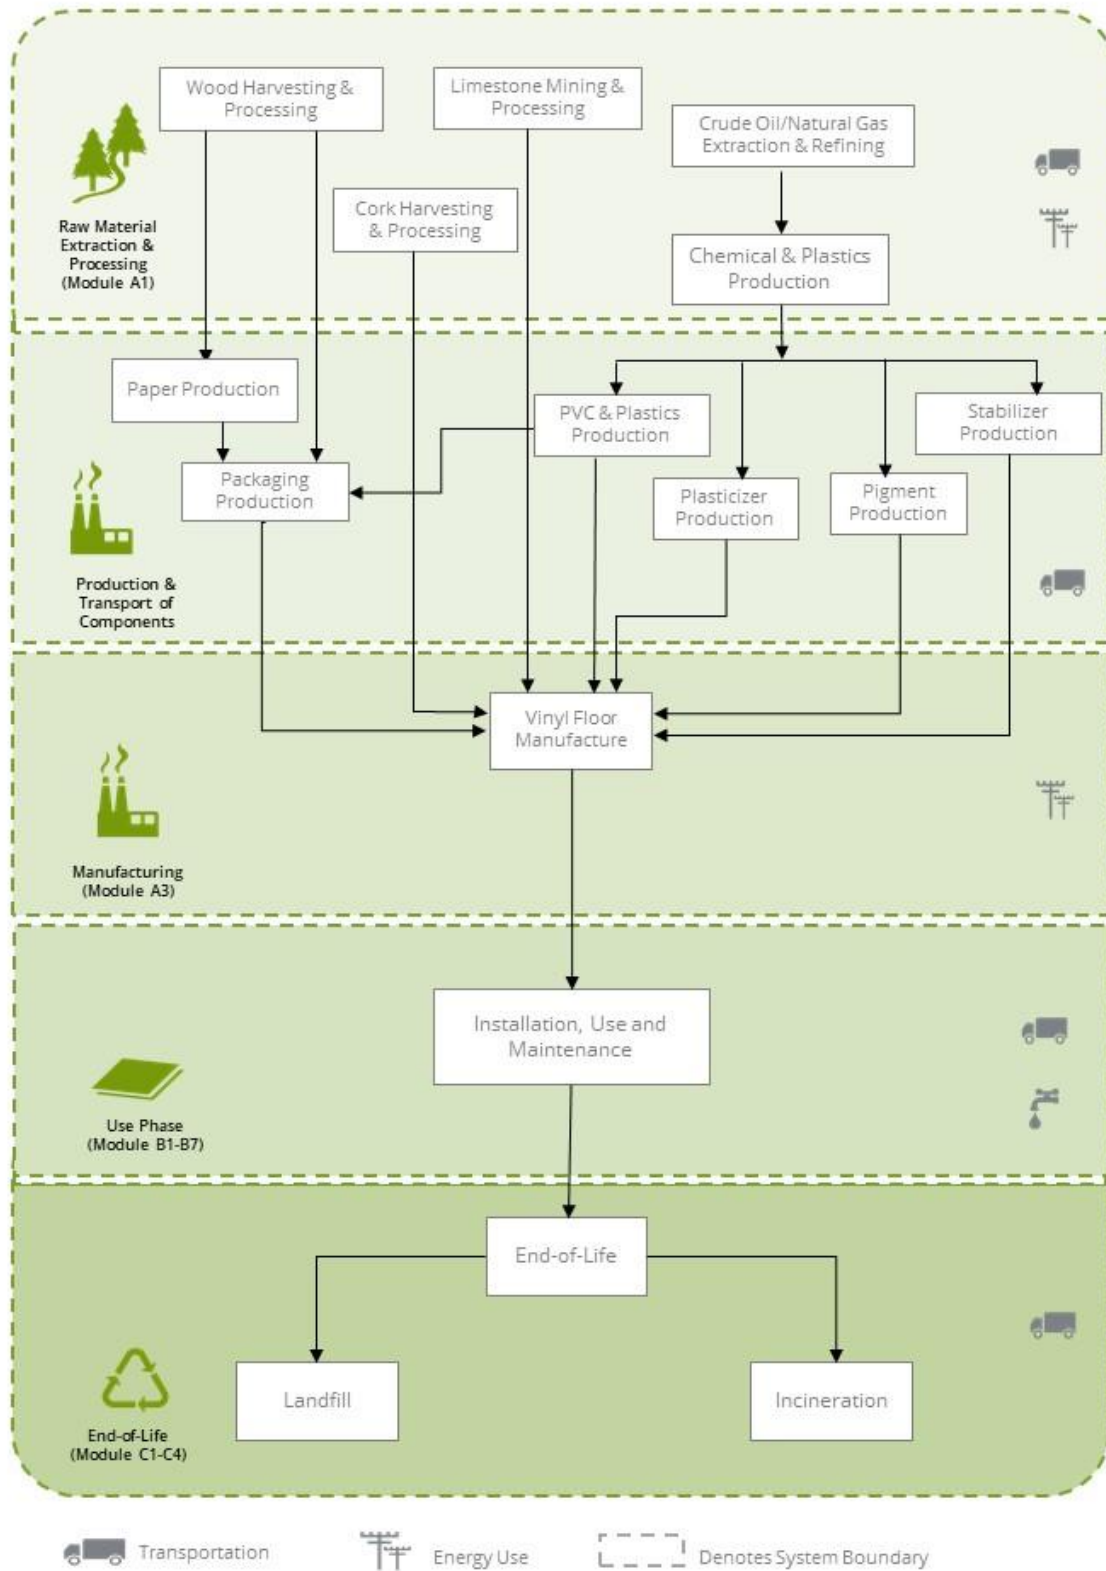 Wood Harvesting &
Processing
Limestone Mining &
Processing
Crude Oil/Natural Gas
Extraction & Refining
Cork Harvesting
& Processing
Raw Material
Extraction &
Processing
(Module A1)
Chemical & Plastics
Production
Paper Production
PVC & Plastics
Production
Stabilizer
Production
Packaging
Production
Plasticizer
Production
Pigment
Production
Production &
Transport of
Components
Vinyl Floor
Manufacture
Manufacturing
(Module A3)
Installation, Use and
Maintenance
Use Phase
(Module B1-B7)
End-of-Life
Landfill
Incineration
End-of-Life
(Module C1-C4)
Transportation
Energy Use
Denotes System Boundary